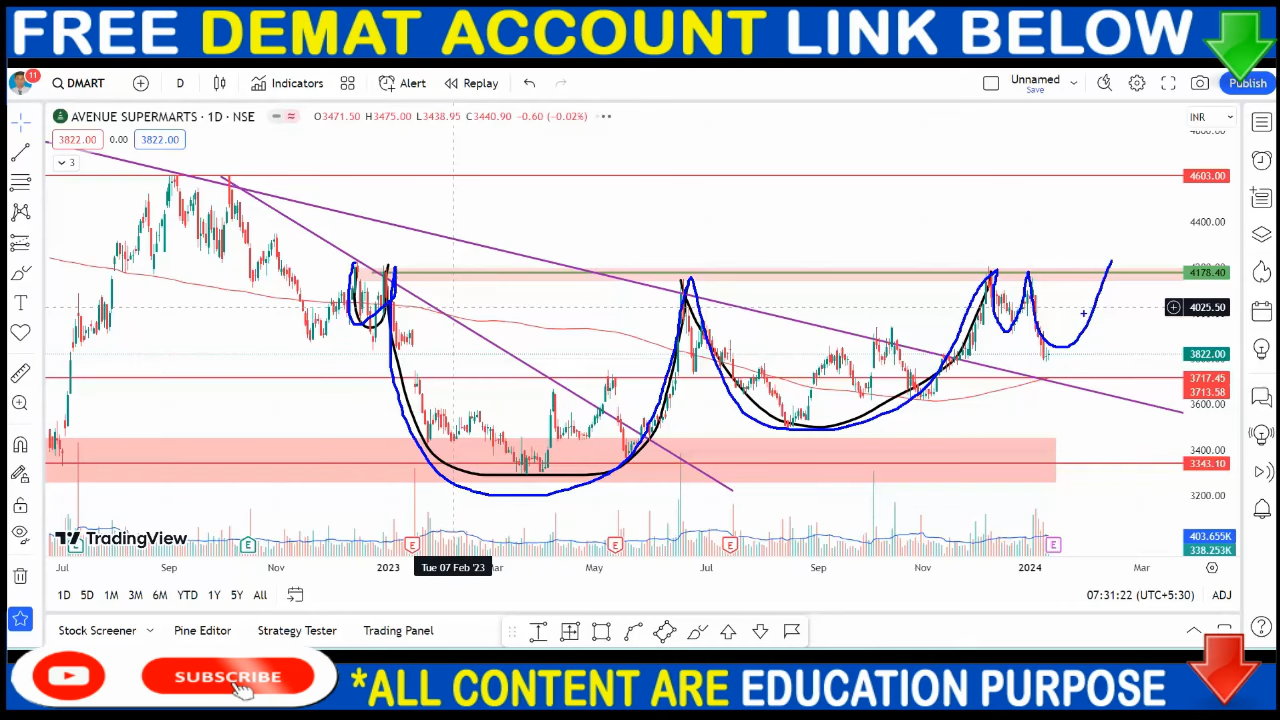 FREE DEMAT ACCOUNT LINK BELOW
11 DMART D Indicators Alert Replay Unnamed Save Publish
AVENUE SUPERMARTS · 1D · NSE O3471.50 H3475.00 L3438.95 C3440.90 -0.60 (-0.02%) INR
3822.00 0.00 3822.00
3
4603.00
4400.00
4178.40
4025.50
3822.00
3717.45
3713.58
3600.00
3400.00
3343.10
3200.00
TradingView
E E E E E E
403.655K
338.253K
Jul Sep Nov 2023 Tue 07 Feb '23 Mar May Jul Sep Nov 2024 Mar
1D 5D 1M 3M 6M YTD 1Y 5Y All 07:31:22 (UTC+5:30) ADJ
Stock Screener Pine Editor Strategy Tester Trading Panel
SUBSCRIBE
*ALL CONTENT ARE EDUCATION PURPOSE